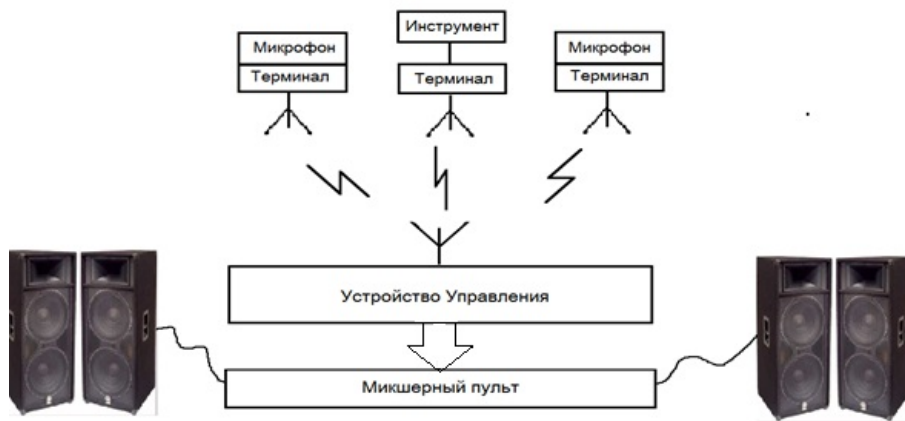 Инструмент
Микрофон
Терминал
Терминал
Микрофон
Терминал
Устройство Управления
Микшерный пульт